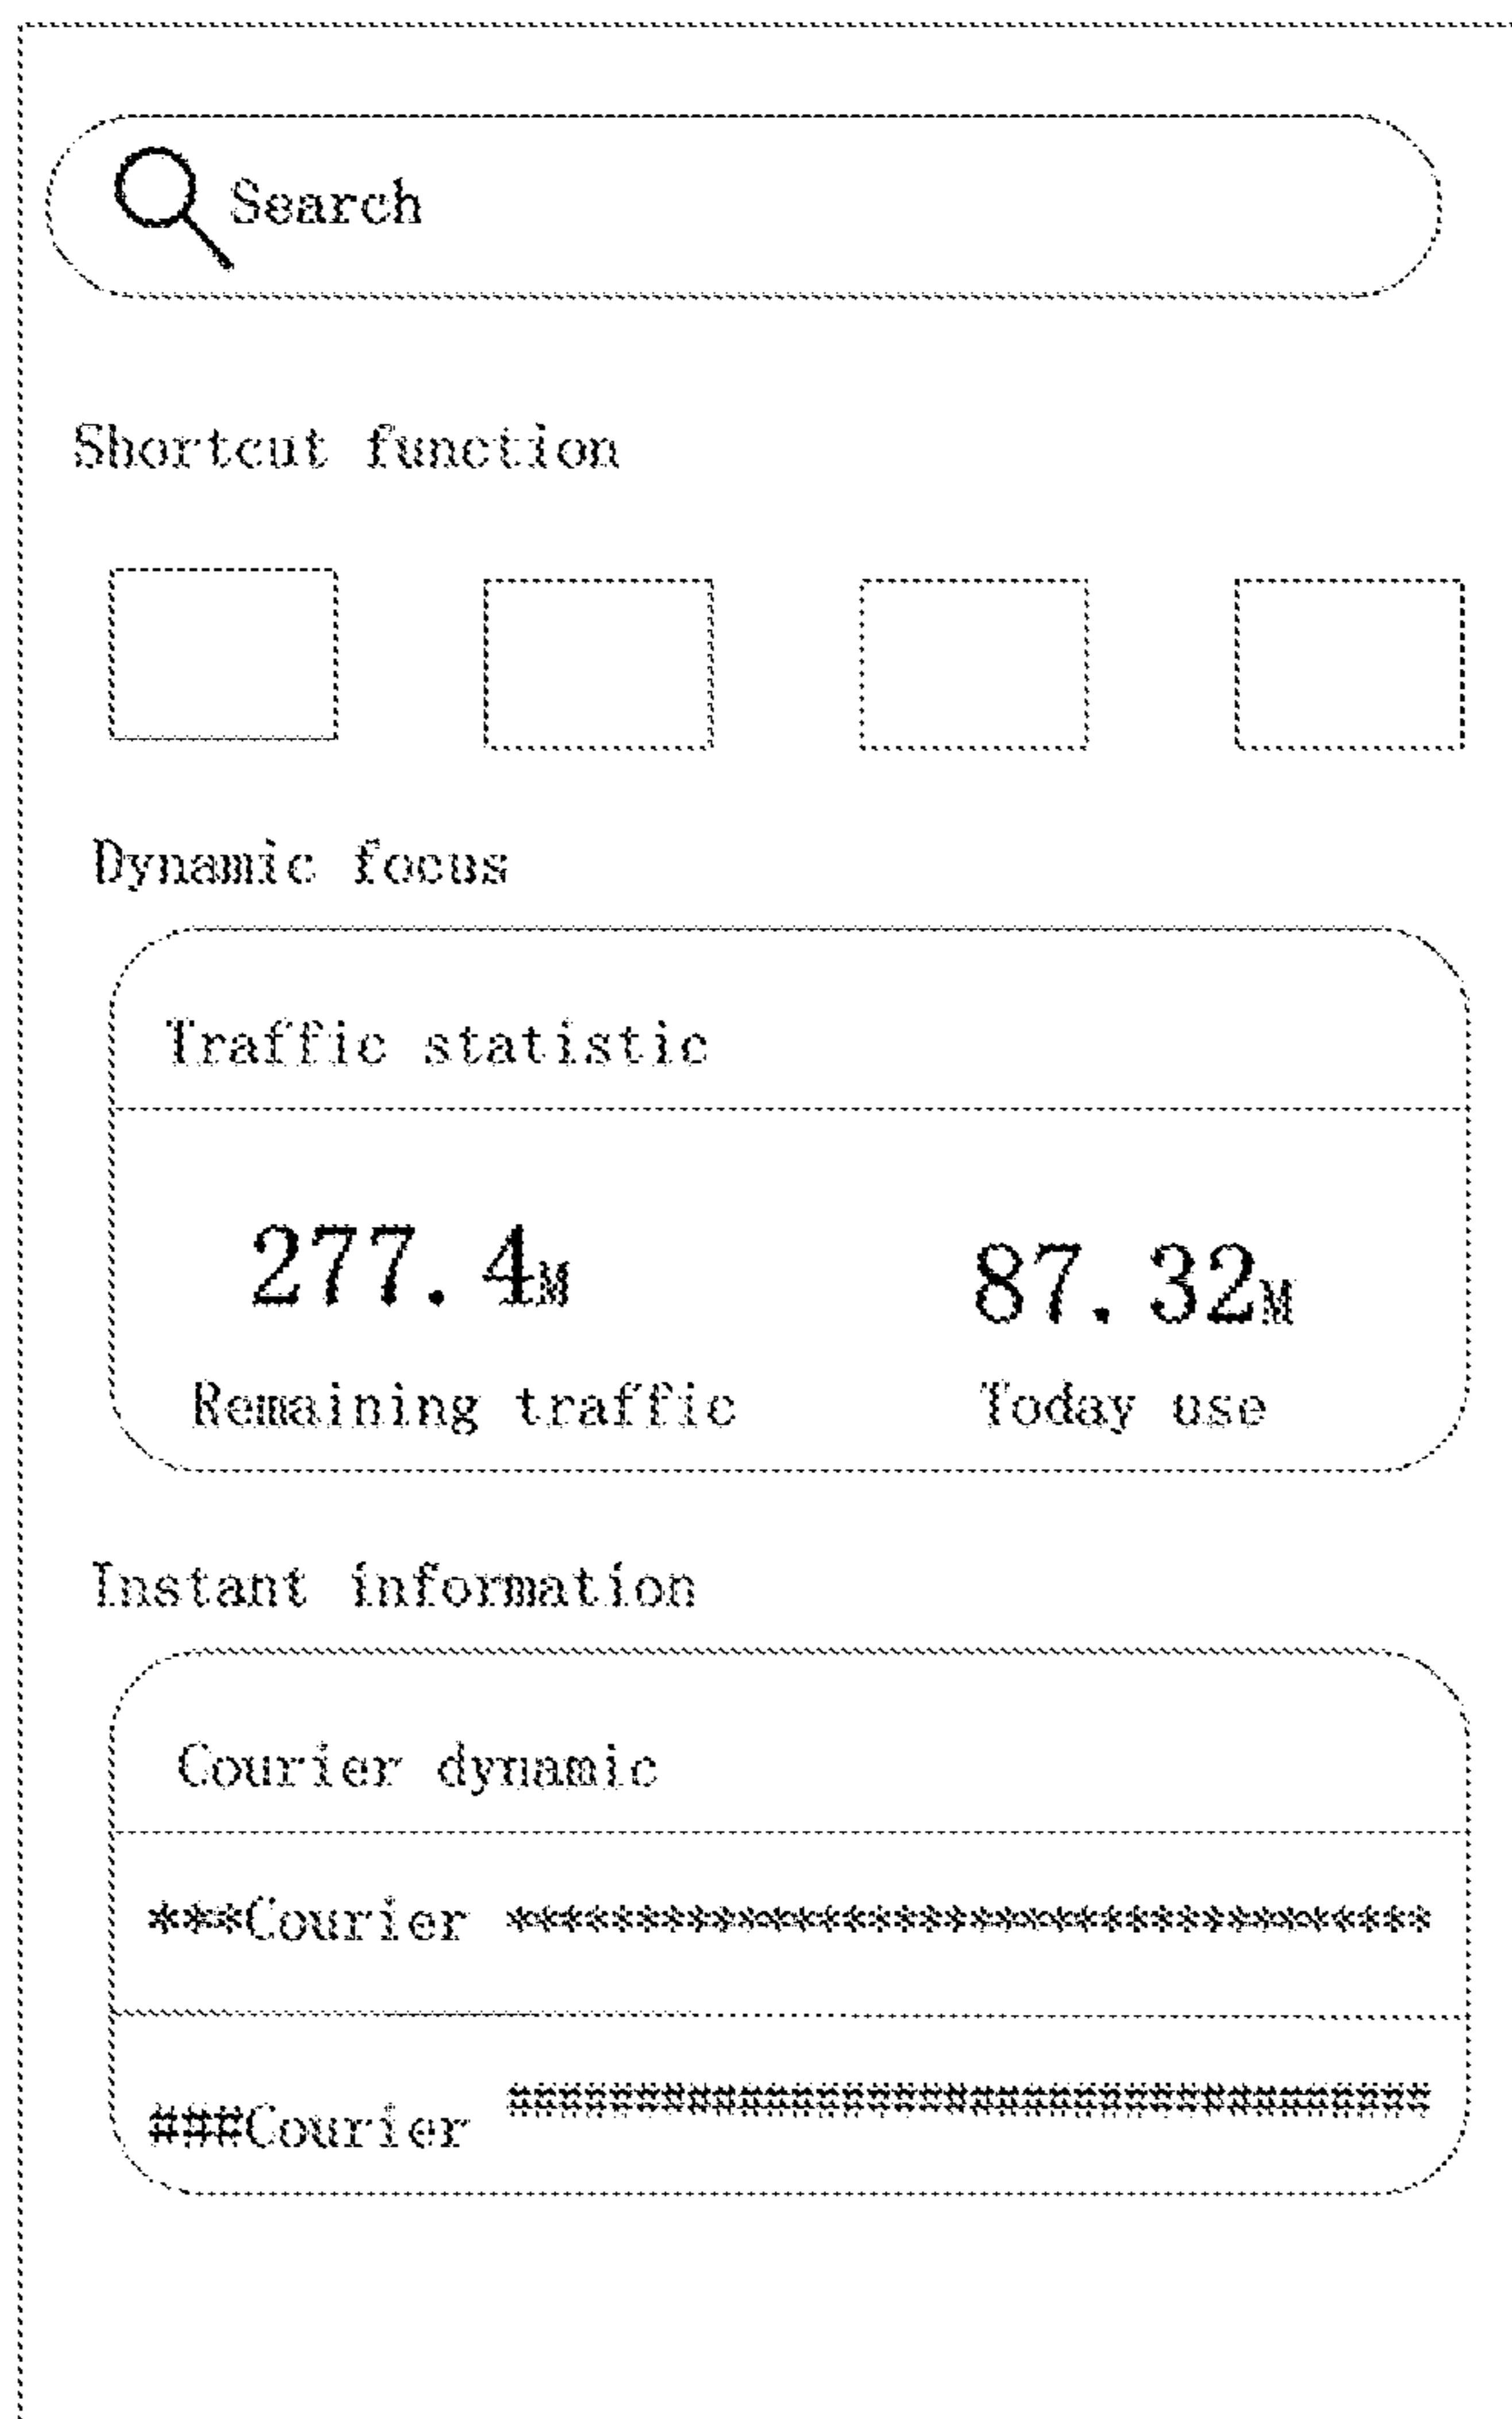 Search
Shortcut function
Dynamic focus
Traffic statistic
277.4M 87.32M
Remaining traffic Today use
Instant information
Courier dynamic
***Courier ************************************
###Courier ####################################